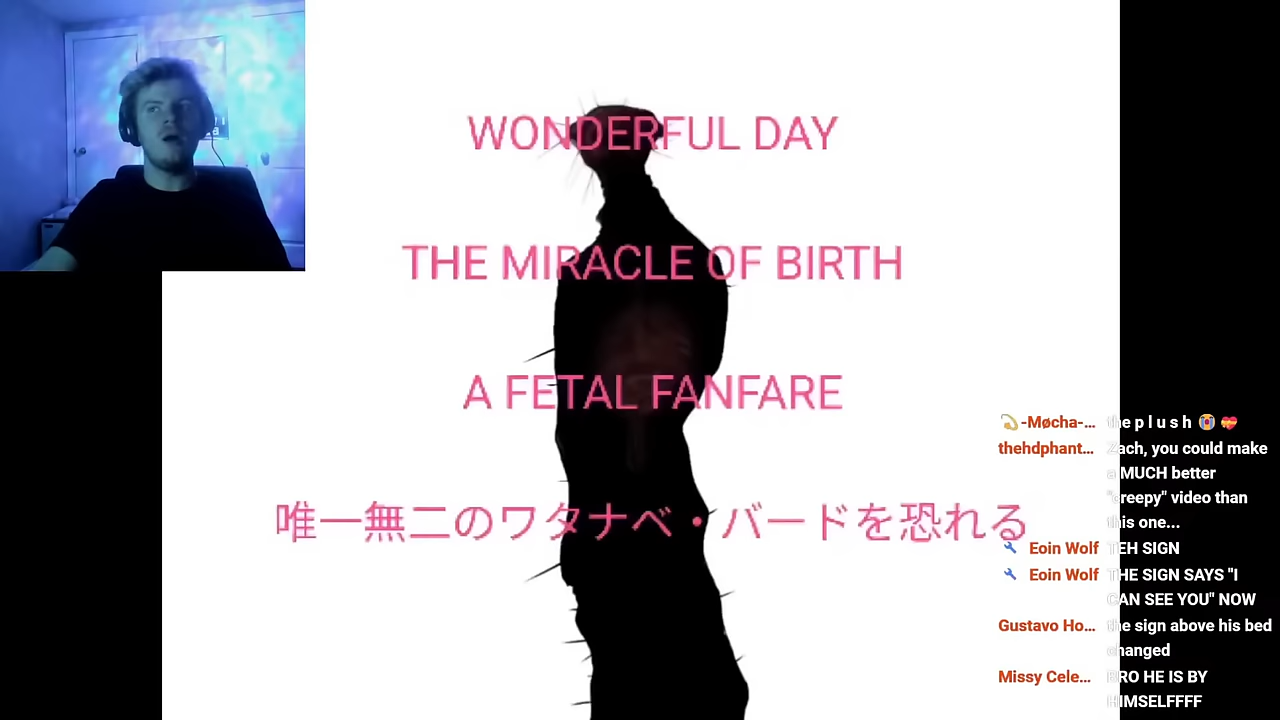 WONDERFUL DAY
THE MIRACLE OF BIRTH
A FETAL FANFARE
唯一無二のワタナベ・バードを恐れる
-Møcha-... the p l u s h 😭 💝
thehdphant... Zach, you could make
a MUCH better
"creepy" video than
this one...
Eoin Wolf TEH SIGN
Eoin Wolf THE SIGN SAYS "I
CAN SEE YOU" NOW
Gustavo Ho... the sign above his bed
changed
Missy Cele... BRO HE IS BY
HIMSELFFFF